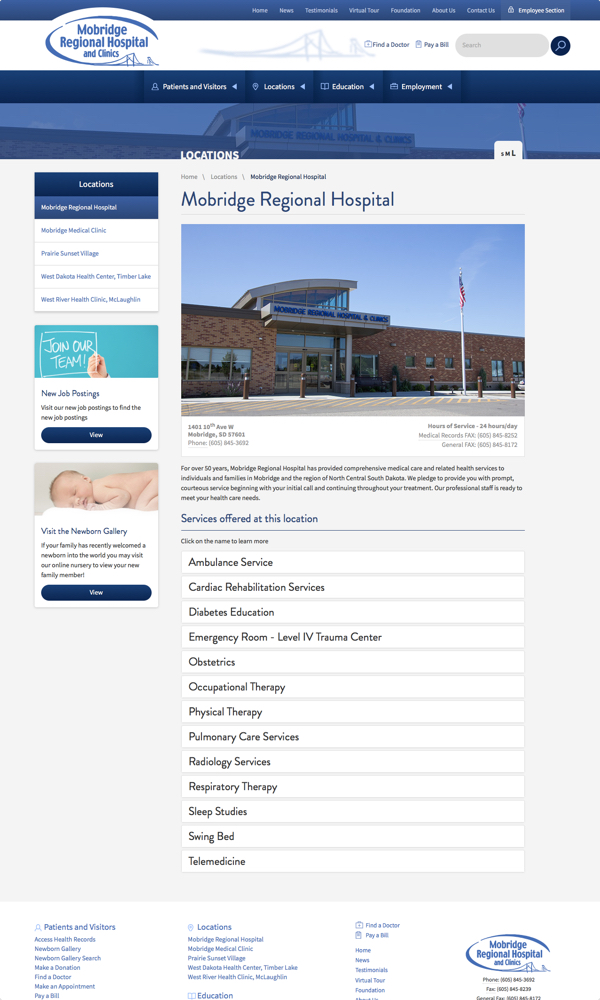 Home News Testimonials Virtual Tour Foundation About Us Contact Us Employee Section
Mobridge
Regional Hospital
and Clinics
Find a Doctor Pay a Bill Search
Patients and Visitors Locations Education Employment
MOBRIDGE REGIONAL HOSPITAL & CLINICS
LOCATIONS
S M L
Locations
Mobridge Regional Hospital
Mobridge Medical Clinic
Prairie Sunset Village
West Dakota Health Center, Timber Lake
West River Health Clinic, McLaughlin
JOIN OUR
TEAM!
New Job Postings
Visit our new job postings to find the
new job postings
View
Visit the Newborn Gallery
If your family has recently welcomed a
newborn into the world you may visit
our online nursery to view your new
family member!
View
Home \ Locations \ Mobridge Regional Hospital
Mobridge Regional Hospital
MOBRIDGE REGIONAL HOSPITAL & CLINICS
1401 10th Ave W
Mobridge, SD 57601
Phone: (605) 845-3692
Hours of Service - 24 hours/day
Medical Records FAX: (605) 845-8252
General FAX: (605) 845-8172
For over 50 years, Mobridge Regional Hospital has provided comprehensive medical care and related health services to
individuals and families in Mobridge and the region of North Central South Dakota. We pledge to provide you with prompt,
courteous service beginning with your initial call and continuing throughout your treatment. Our professional staff is ready to
meet your health care needs.
Services offered at this location
Click on the name to learn more
Ambulance Service
Cardiac Rehabilitation Services
Diabetes Education
Emergency Room - Level IV Trauma Center
Obstetrics
Occupational Therapy
Physical Therapy
Pulmonary Care Services
Radiology Services
Respiratory Therapy
Sleep Studies
Swing Bed
Telemedicine
Patients and Visitors
Access Health Records
Newborn Gallery
Newborn Gallery Search
Make a Donation
Find a Doctor
Make an Appointment
Pay a Bill
Locations
Mobridge Regional Hospital
Mobridge Medical Clinic
Prairie Sunset Village
West Dakota Health Center, Timber Lake
West River Health Clinic, McLaughlin
Education
Find a Doctor
Pay a Bill
Home
News
Testimonials
Virtual Tour
Foundation
About Us
Mobridge
Regional Hospital
and Clinics
Phone: (605) 845-3692
Fax: (605) 845-8239
General Fax: (605) 845-8172